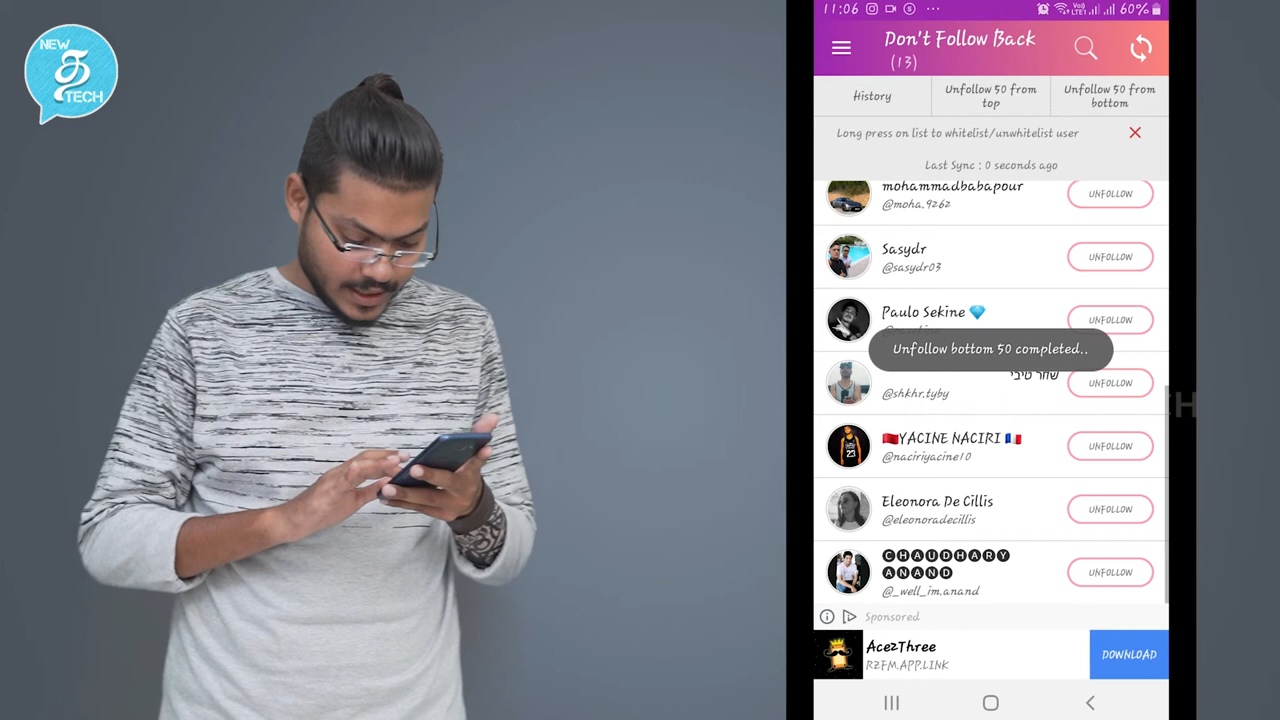 NEW
த
TECH
11:06
60%
Don't Follow Back
(13)
History
Unfollow 50 from
top
Unfollow 50 from
bottom
Long press on list to whitelist/unwhitelist user
Last Sync : 0 seconds ago
mohammadbabapour
@moha.9262
UNFOLLOW
Sasydr
@sasydr03
UNFOLLOW
Paulo Sekine
UNFOLLOW
Unfollow bottom 50 completed..
שחר טיבי
@shkhr.tyby
UNFOLLOW
YACINE NACIRI
@naciriyacine10
UNFOLLOW
Eleonora De Cillis
@eleonoradecillis
UNFOLLOW
🅒🅗🅐🅤🅓🅗🅐🅡🅨
🅐🅝🅐🅝🅓
@_well_im.anand
UNFOLLOW
Sponsored
Ace2Three
RZFM.APP.LINK
DOWNLOAD